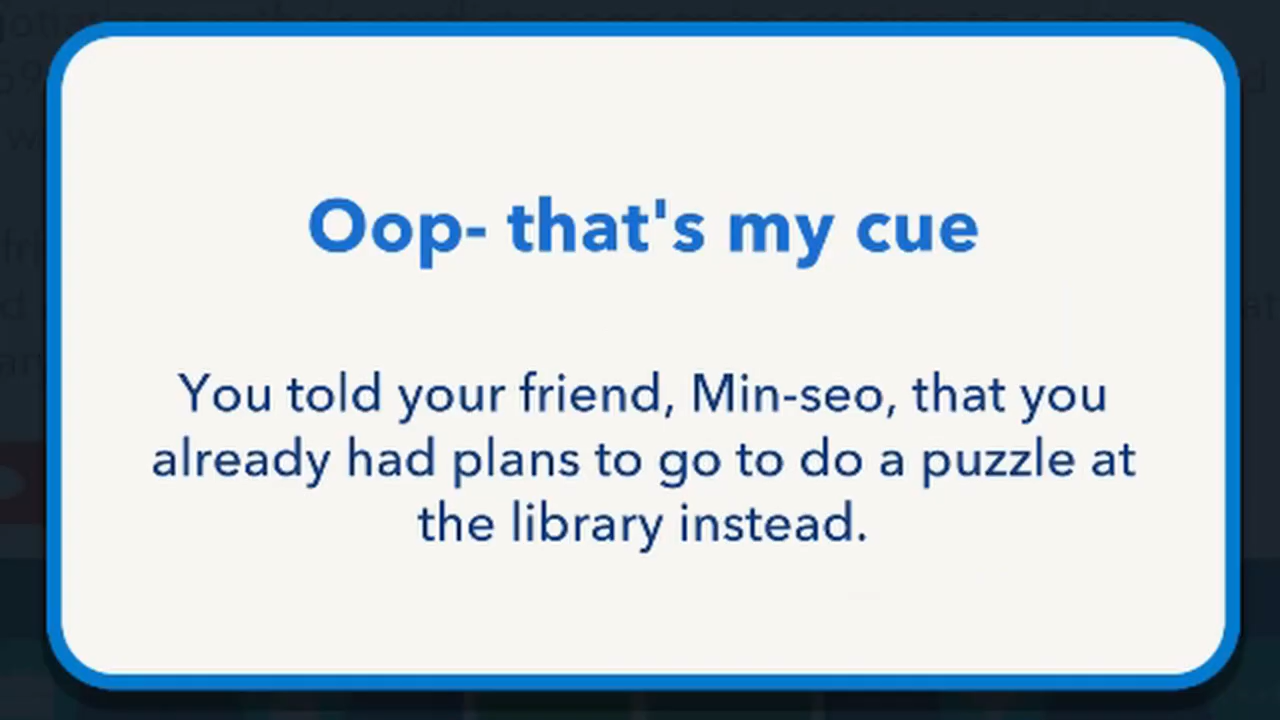 Oop- that's my cue
You told your friend, Min-seo, that you
already had plans to go to do a puzzle at
the library instead.